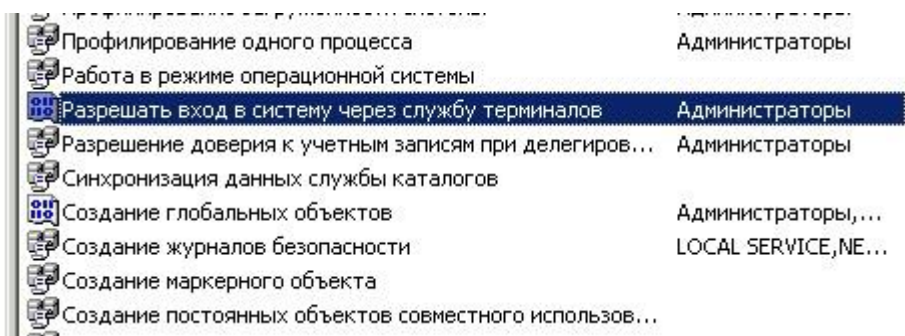 Профилирование одного процесса Администраторы
Работа в режиме операционной системы
Разрешать вход в систему через службу терминалов Администраторы
Разрешение доверия к учетным записям при делегиров... Администраторы
Синхронизация данных службы каталогов
Создание глобальных объектов Администраторы,...
Создание журналов безопасности LOCAL SERVICE,NE...
Создание маркерного объекта
Создание постоянных объектов совместного использов...